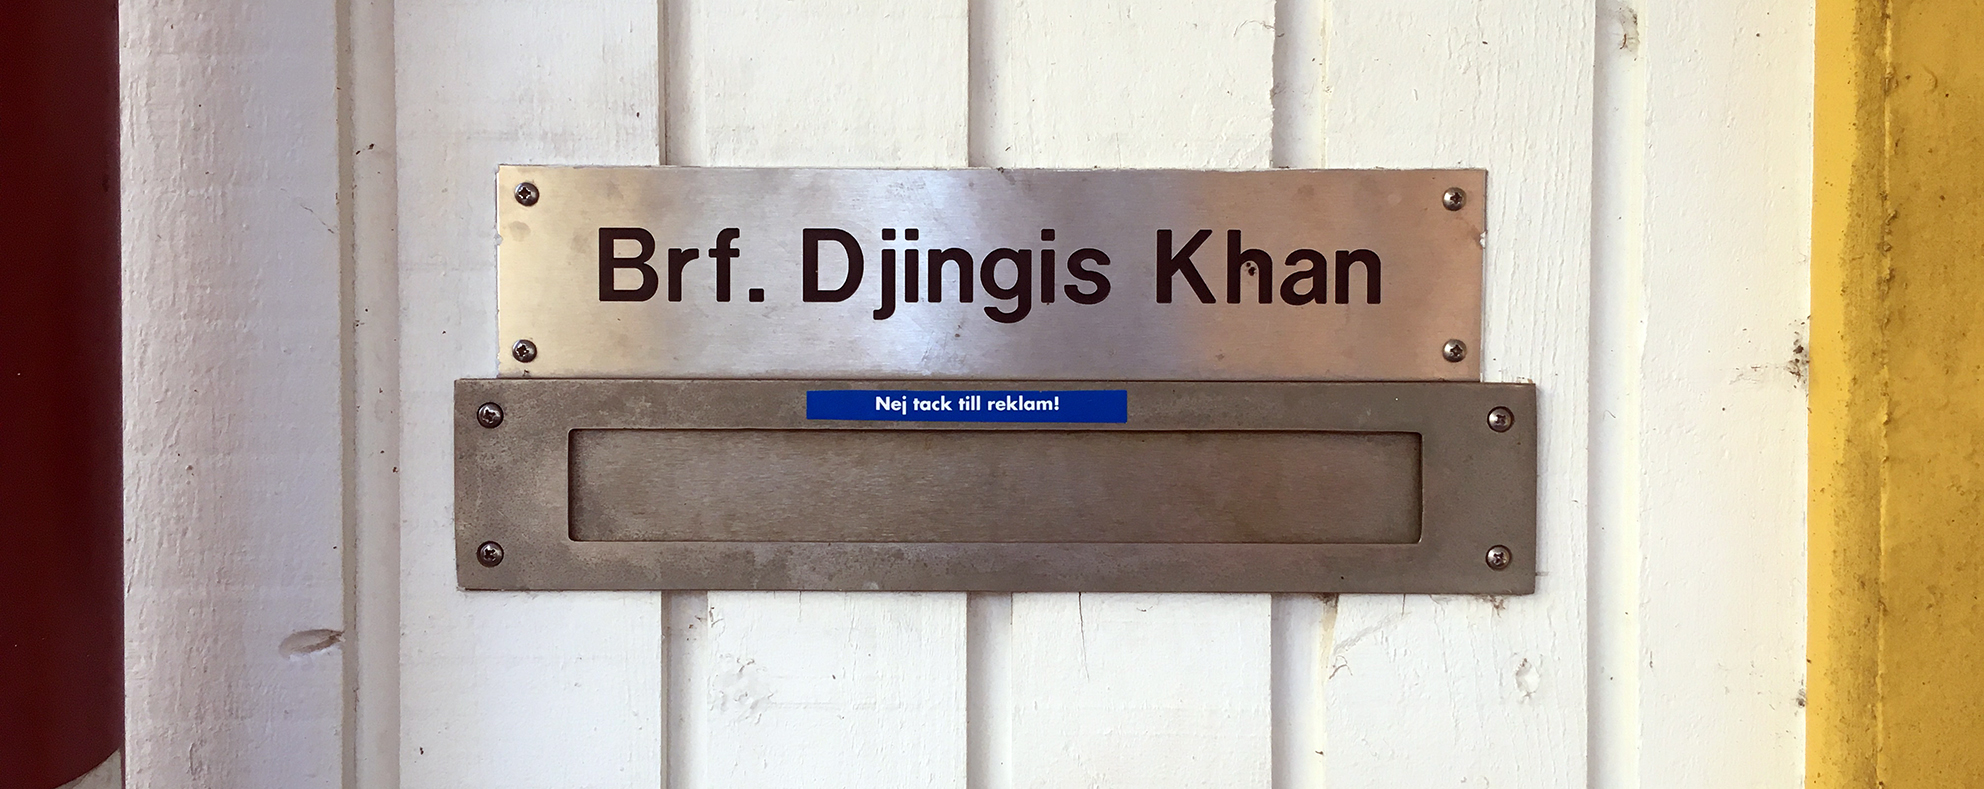 Brf. Djingis Khan
Nej tack till reklam!